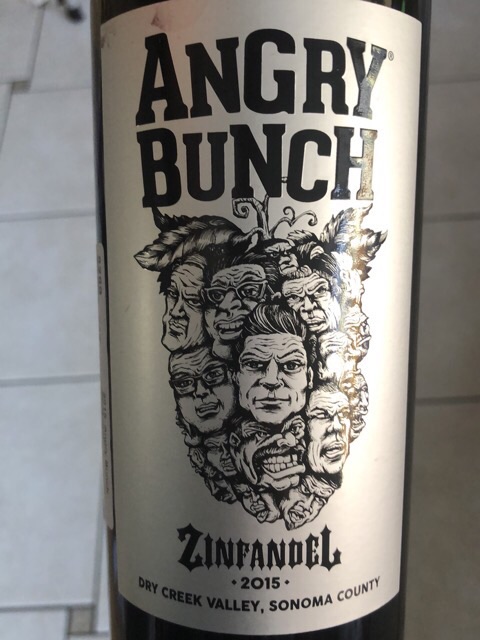 ANGRY®
BUNCH
ZINFANDEL
• 2015 •
DRY CREEK VALLEY, SONOMA COUNTY